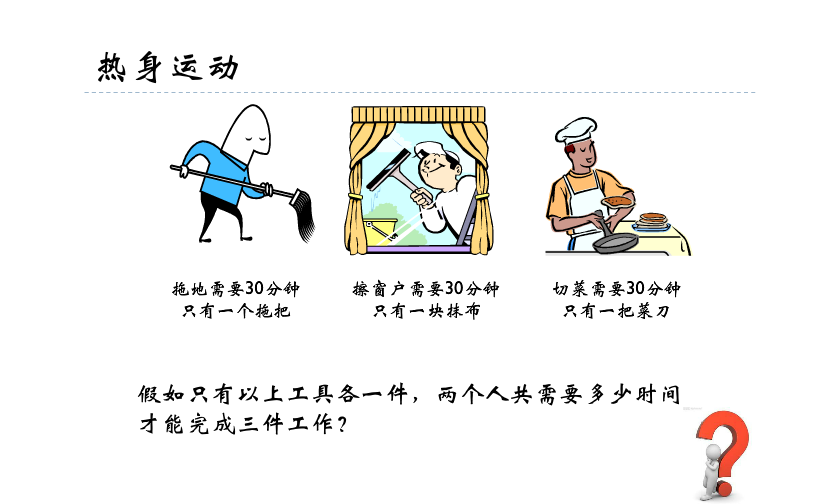 热身运动
拖地需要30分钟
只有一个拖把
擦窗户需要30分钟
只有一块抹布
切菜需要30分钟
只有一把菜刀
假如只有以上工具各一件，两个人共需要多少时间
才能完成三件工作？